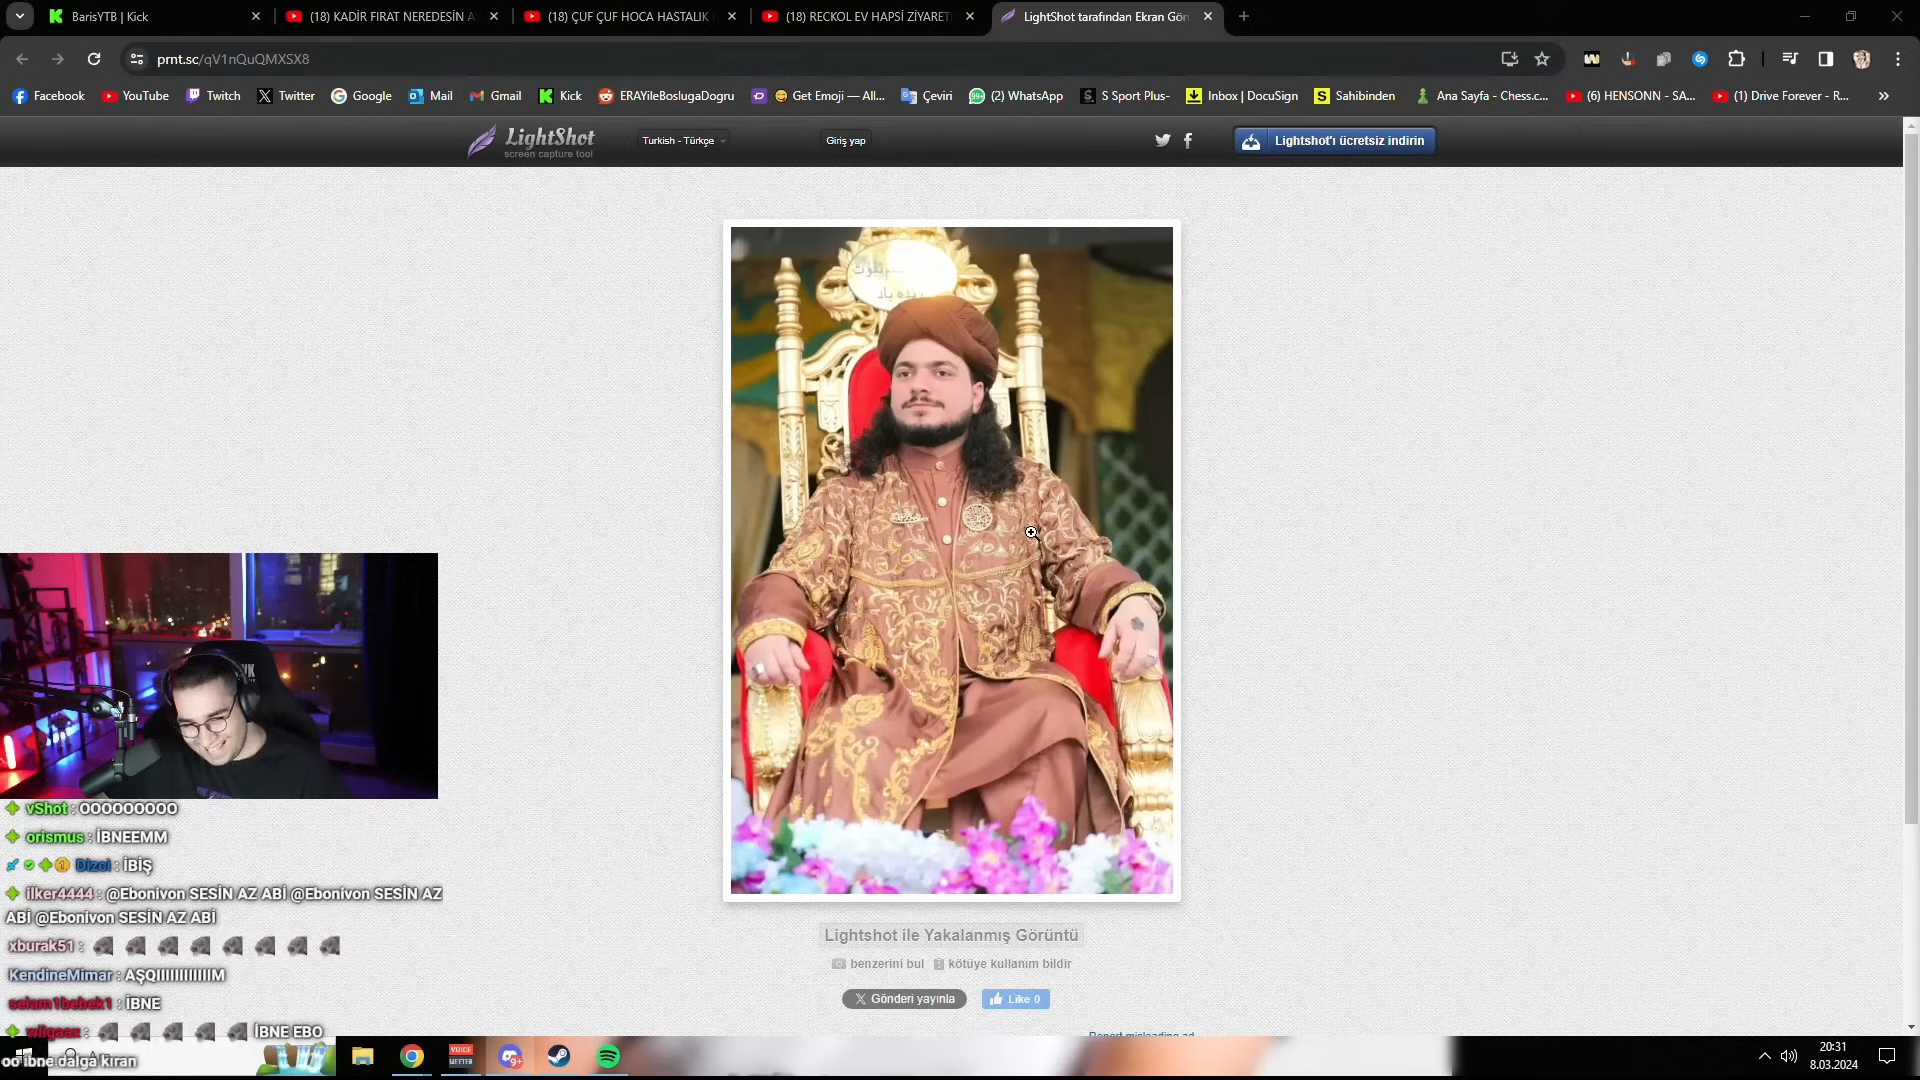 BarisYTB | Kick
(18) KADİR FIRAT NEREDESİN A
(18) ÇUF ÇUF HOCA HASTALIK
(18) RECKOL EV HAPSİ ZİYARET
LightShot tarafından Ekran Gör
prnt.sc/qV1nQuQMXSX8
Facebook
YouTube
Twitch
Twitter
Google
Mail
Gmail
Kick
ERAYileBoslugaDogru
Get Emoji — All...
Çeviri
(2) WhatsApp
S Sport Plus-
Inbox | DocuSign
Sahibinden
Ana Sayfa - Chess.c...
(6) HENSONN - SA...
(1) Drive Forever - R...
LightShot
screen capture tool
Turkish - Türkçe
Giriş yap
Lightshot'ı ücretsiz indirin
vShot : OOOOOOOOO
orismus : İBNEEMM
Dizoi : İBİŞ
ilker4444 : @Ebonivon SESİN AZ ABİ @Ebonivon SESİN AZ
ABİ @Ebonivon SESİN AZ ABİ
xburak51 :
KendineMimar : AŞQIIIIIIIIIIIIM
selam1bebek1 : İBNE
İBNE EBO
oo ibne dalga kıran
Lightshot ile Yakalanmış Görüntü
benzerini bul
kötüye kullanım bildir
Gönderi yayınla
Like 0
VOICE
MEETER
9+
20:31
8.03.2024